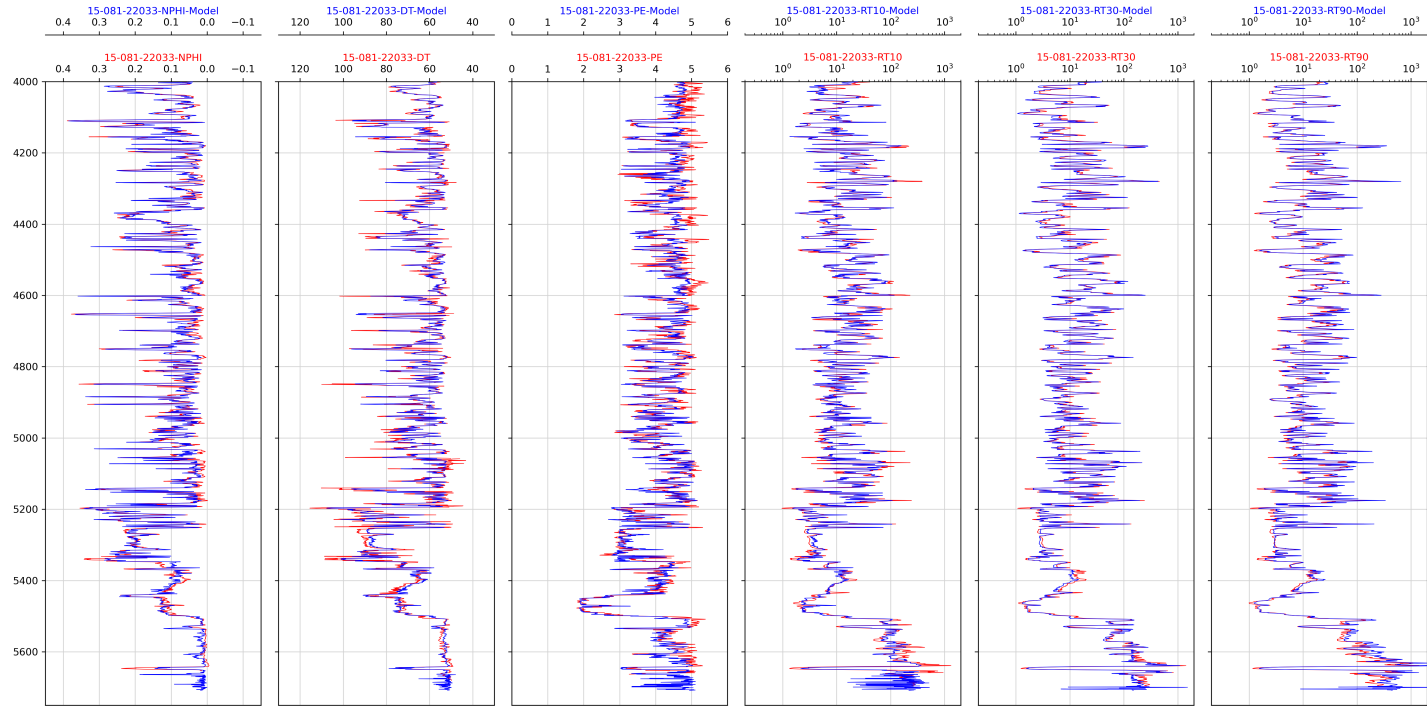 15-081-22033-NPHI-Model 15-081-22033-DT-Model 15-081-22033-PE-Model 15-081-22033-RT10-Model 15-081-22033-RT30-Model 15-081-22033-RT90-Model
0.4 0.3 0.2 0.1 0.0 −0.1 120 100 80 60 40 0 1 2 3 4 5 6 10⁰ 10¹ 10² 10³ 10⁰ 10¹ 10² 10³ 10⁰ 10¹ 10² 10³
15-081-22033-NPHI 15-081-22033-DT 15-081-22033-PE 15-081-22033-RT10 15-081-22033-RT30 15-081-22033-RT90
0.4 0.3 0.2 0.1 0.0 −0.1 120 100 80 60 40 0 1 2 3 4 5 6 10⁰ 10¹ 10² 10³ 10⁰ 10¹ 10² 10³ 10⁰ 10¹ 10² 10³
4000
4200
4400
4600
4800
5000
5200
5400
5600